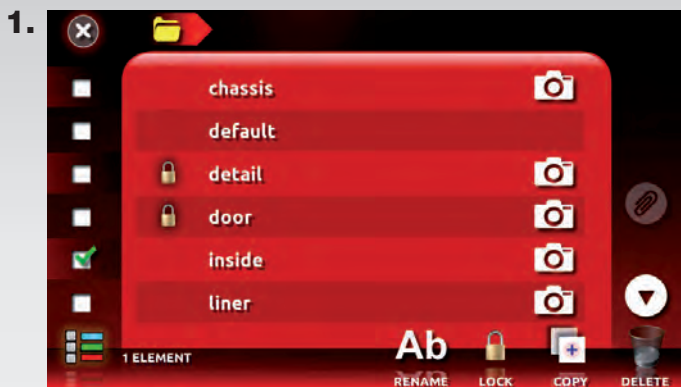 1.
chassis
default
detail
door
inside
liner
1 ELEMENT
Ab
RENAME LOCK COPY DELETE